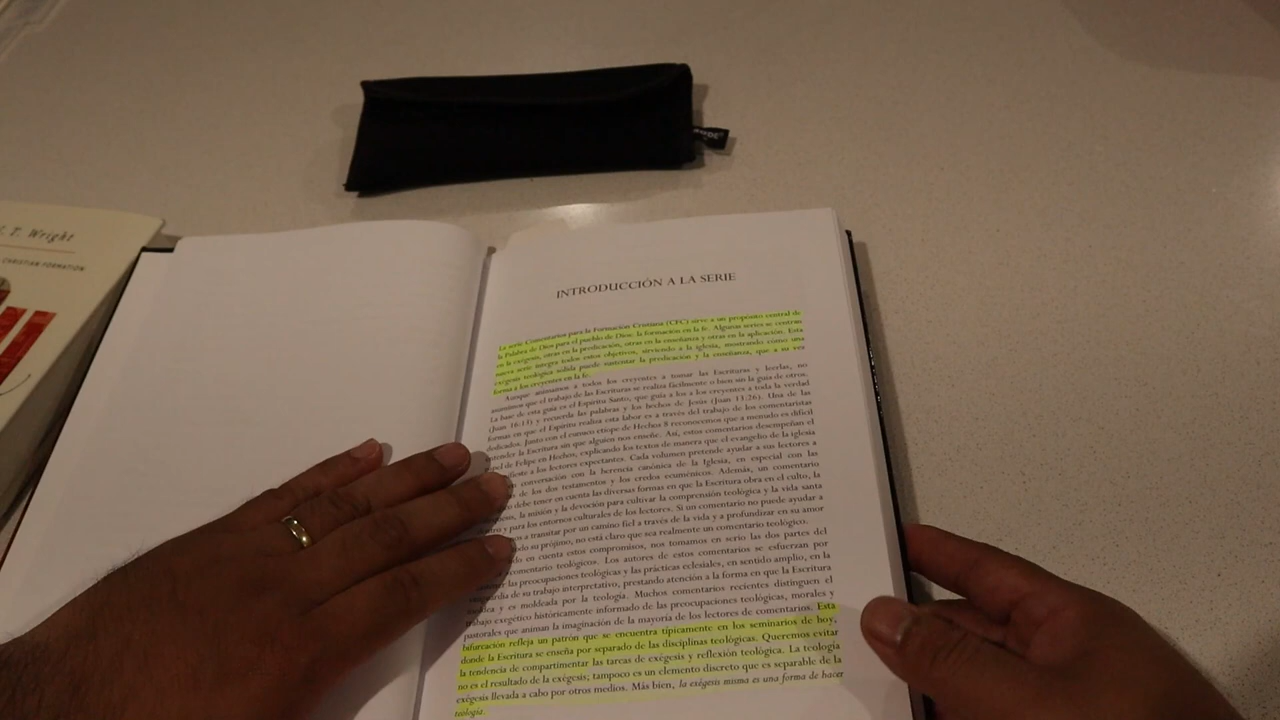 T. Wright
CHRISTIAN FORMATION
INTRODUCCIÓN A LA SERIE
La serie Comentarios para la Formación Cristiana (CFC) sirve a un propósito central de
la Palabra de Dios para el pueblo de Dios: la formación en la fe. Algunas series se centran
en la exégesis, otras en la predicación, otras en la enseñanza y otras en la aplicación. Esta
nueva serie integra todos estos objetivos, sirviendo a la iglesia, mostrando cómo una
exégesis teológica sólida puede sustentar la predicación y la enseñanza, que a su vez
forma a los creyentes en la fe.
Aunque animamos a todos los creyentes a tomar las Escrituras y leerlas, no
asumimos que el trabajo de las Escrituras se realiza fácilmente o bien sin la guía de otros.
La base de esta guía es el Espíritu Santo, que guía a los a los creyentes a toda la verdad
(Juan 16:13) y recuerda las palabras y los hechos de Jesús (Juan 13:26). Una de las
formas en que el Espíritu realiza esta labor es a través del trabajo de los comentaristas
dedicados. Junto con el eunuco etíope de Hechos 8 reconocemos que a menudo es difícil
entender la Escritura sin que alguien nos enseñe. Así, estos comentarios desempeñan el
papel de Felipe en Hechos, explicando los textos de manera que el evangelio de la iglesia
manifieste a los lectores expectantes. Cada volumen pretende ayudar a sus lectores a
conversación con la herencia canónica de la Iglesia, en especial con las
de los dos testamentos y los credos ecuménicos. Además, un comentario
debe tener en cuenta las diversas formas en que la Escritura obra en el culto, la
la misión y la devoción para cultivar la comprensión teológica y la vida santa
y para los entornos culturales de los lectores. Si un comentario no puede ayudar a
a transitar por un camino fiel a través de la vida y a profundizar en su amor
su prójimo, no está claro que sea realmente un comentario teológico.
en cuenta estos compromisos, nos tomamos en serio las dos partes del
«comentario teológico». Los autores de estos comentarios se esfuerzan por
las preocupaciones teológicas y las prácticas eclesiales, en sentido amplio, en la
de su trabajo interpretativo, prestando atención a la forma en que la Escritura
y es moldeada por la teología. Muchos comentarios recientes distinguen el
trabajo exegético históricamente informado de las preocupaciones teológicas, morales y
pastorales que animan la imaginación de la mayoría de los lectores de comentarios. Esta
bifurcación refleja un patrón que se encuentra típicamente en los seminarios de hoy,
donde la Escritura se enseña por separado de las disciplinas teológicas. Queremos evitar
la tendencia de compartimentar las tareas de exégesis y reflexión teológica. La teología
no es el resultado de la exégesis; tampoco es un elemento discreto que es separable de la
exégesis llevada a cabo por otros medios. Más bien, la exégesis misma es una forma de hacer
teología.